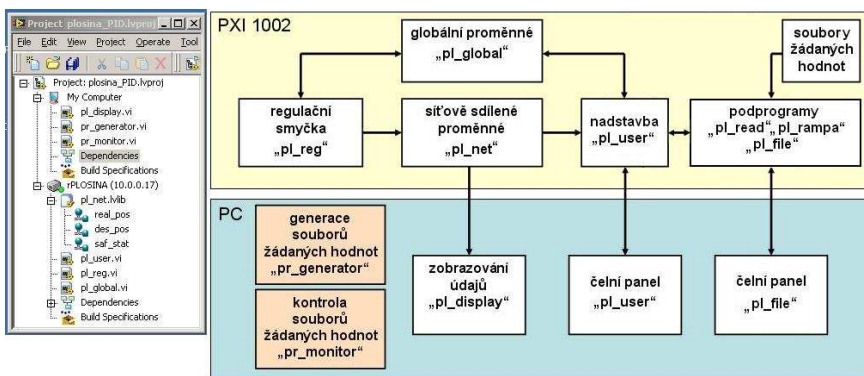 Project plosina_PID.lvproj
File Edit View Project Operate Tool
Project: plosina_PID.lvproj
My Computer
pl_display.vi
pr_generator.vi
pr_monitor.vi
Dependencies
Build Specifications
rPLOSINA (10.0.0.17)
pl_net.lvlib
real_pos
des_pos
saf_stat
pl_user.vi
pl_reg.vi
pl_global.vi
Dependencies
Build Specifications
PXI 1002
globální proměnné
„pl_global“
soubory
žádaných
hodnot
regulační
smyčka
„pl_reg“
síťově sdílené
proměnné
„pl_net“
nadstavba
„pl_user“
podprogramy
„pl_read“„pl_rampa“
„pl_file“
PC
generace
souborů
žádaných hodnot
„pr_generator“
kontrola
souborů
žádaných hodnot
„pr_monitor“
zobrazování
údajů
„pl_display“
čelní panel
„pl_user“
čelní panel
„pl_file“